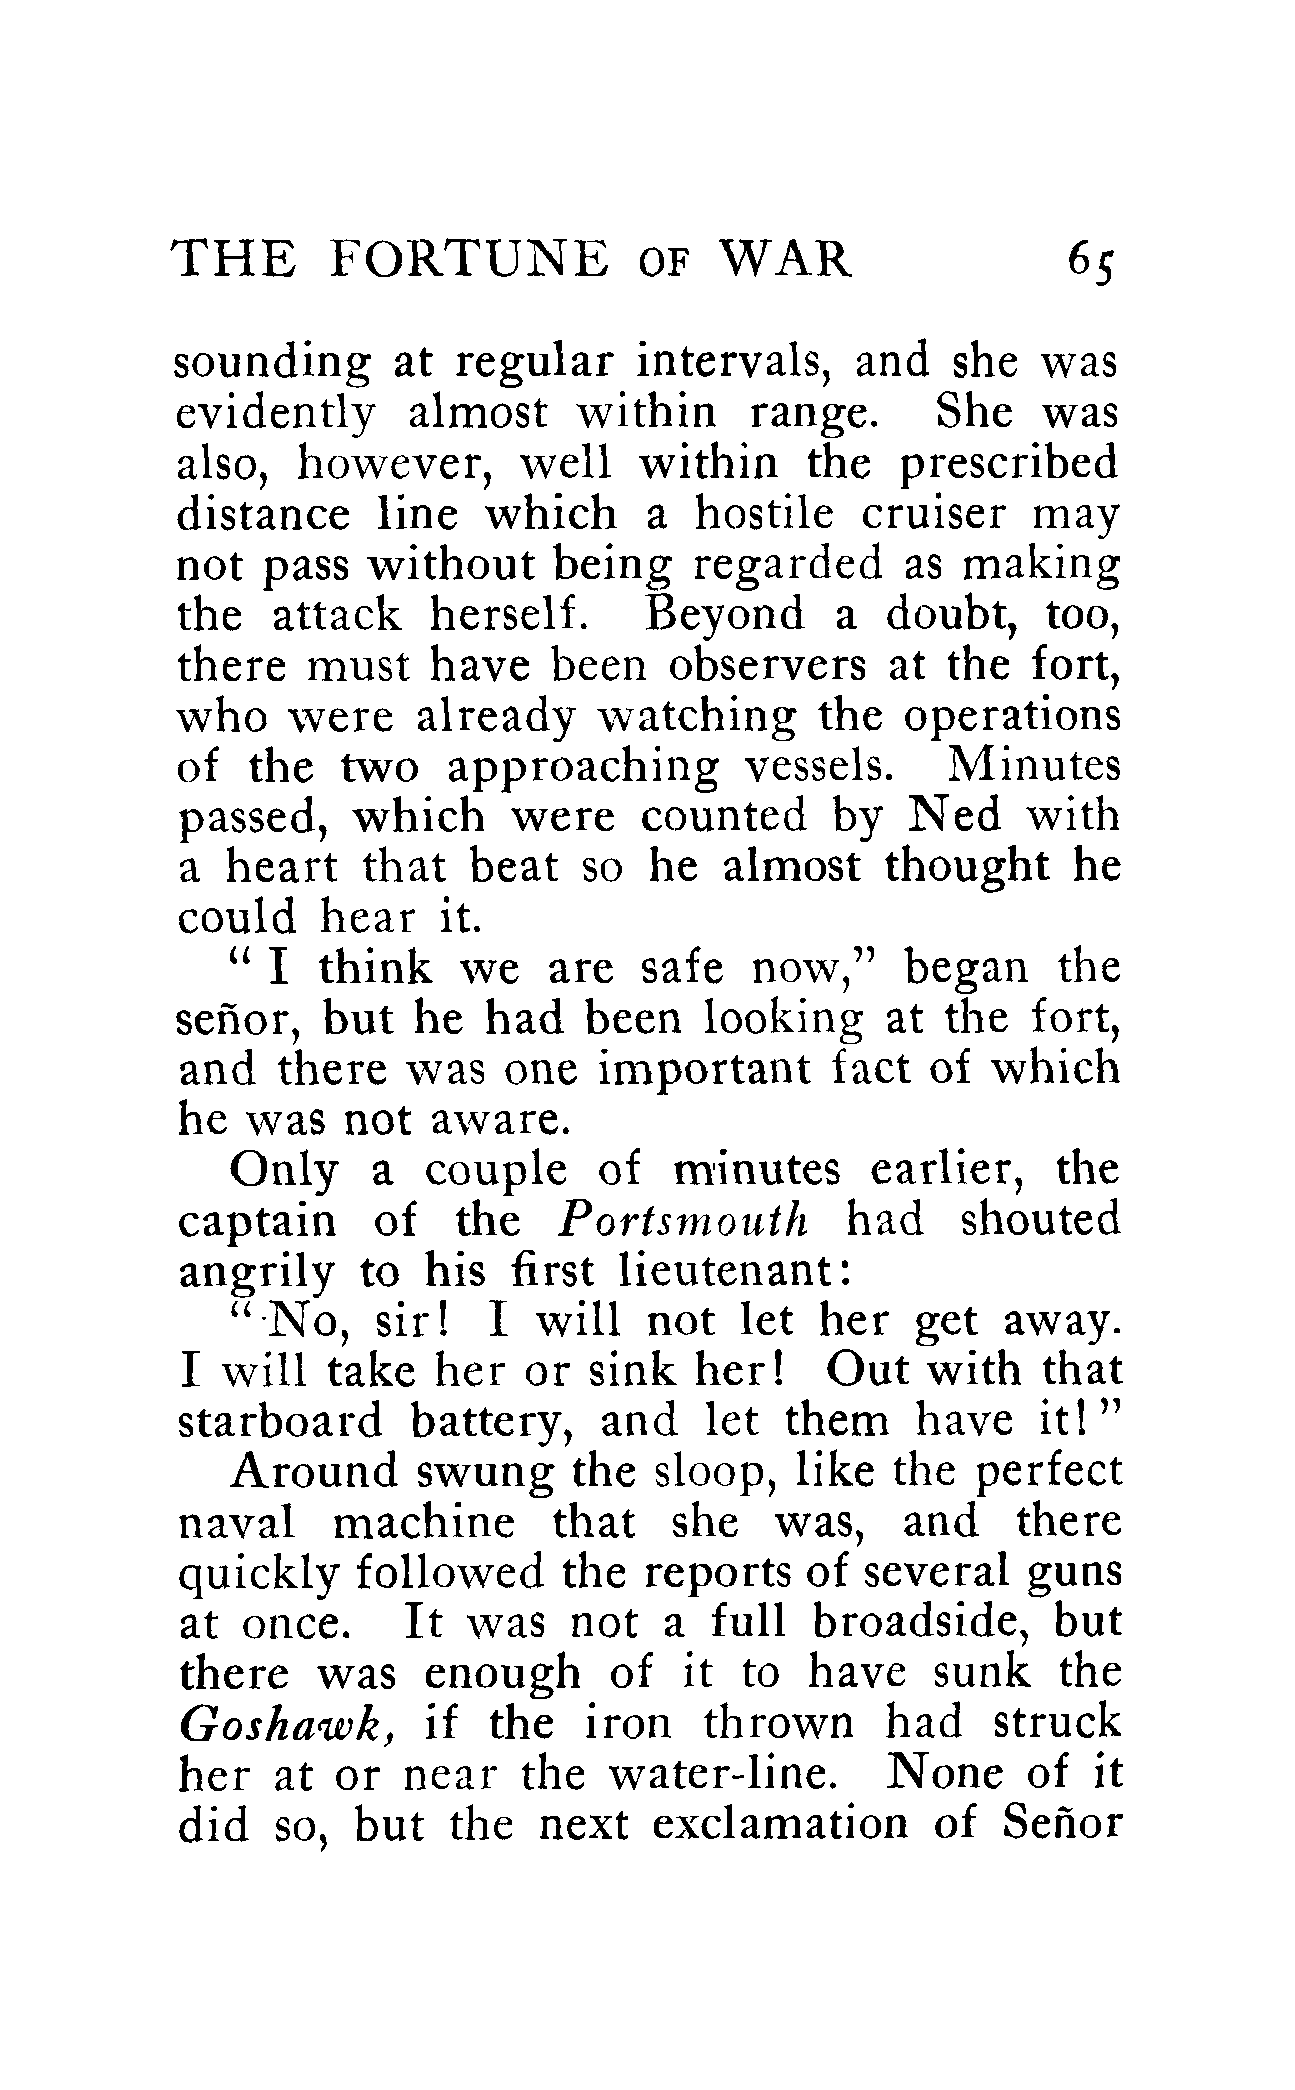 THE FORTUNE OF WAR 65
sounding at regular intervals, and she was
evidently almost within range. She was
also, however, well within the prescribed
distance line which a hostile cruiser may
not pass without being regarded as making
the attack herself. Beyond a doubt, too,
there must have been observers at the fort,
who were already watching the operations
of the two approaching vessels. Minutes
passed, which were counted by Ned with
a heart that beat so he almost thought he
could hear it.
“ I think we are safe now,” began the
señor, but he had been looking at the fort,
and there was one important fact of which
he was not aware.
Only a couple of minutes earlier, the
captain of the Portsmouth had shouted
angrily to his first lieutenant:
“ No, sir! I will not let her get away.
I will take her or sink her! Out with that
starboard battery, and let them have it! ”
Around swung the sloop, like the perfect
naval machine that she was, and there
quickly followed the reports of several guns
at once. It was not a full broadside, but
there was enough of it to have sunk the
Goshawk, if the iron thrown had struck
her at or near the water-line. None of it
did so, but the next exclamation of Señor